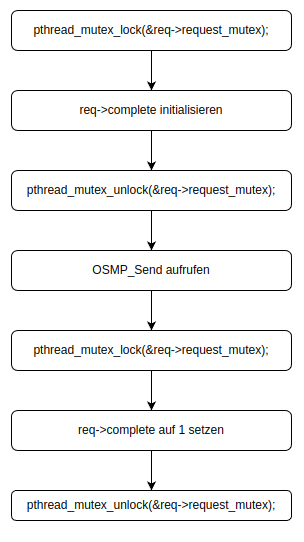 pthread_mutex_lock(&req->request_mutex);
req->complete initialisieren
pthread_mutex_unlock(&req->request_mutex);
OSMP_Send aufrufen
pthread_mutex_lock(&req->request_mutex);
req->complete auf 1 setzen
pthread_mutex_unlock(&req->request_mutex);